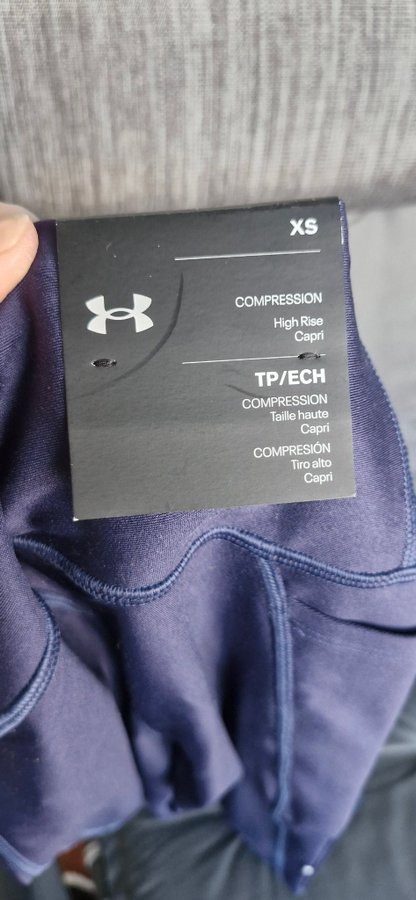 XS
COMPRESSION
High Rise
Capri
TP/ECH
COMPRESSION
Taille haute
Capri
COMPRESIÓN
Tiro alto
Capri